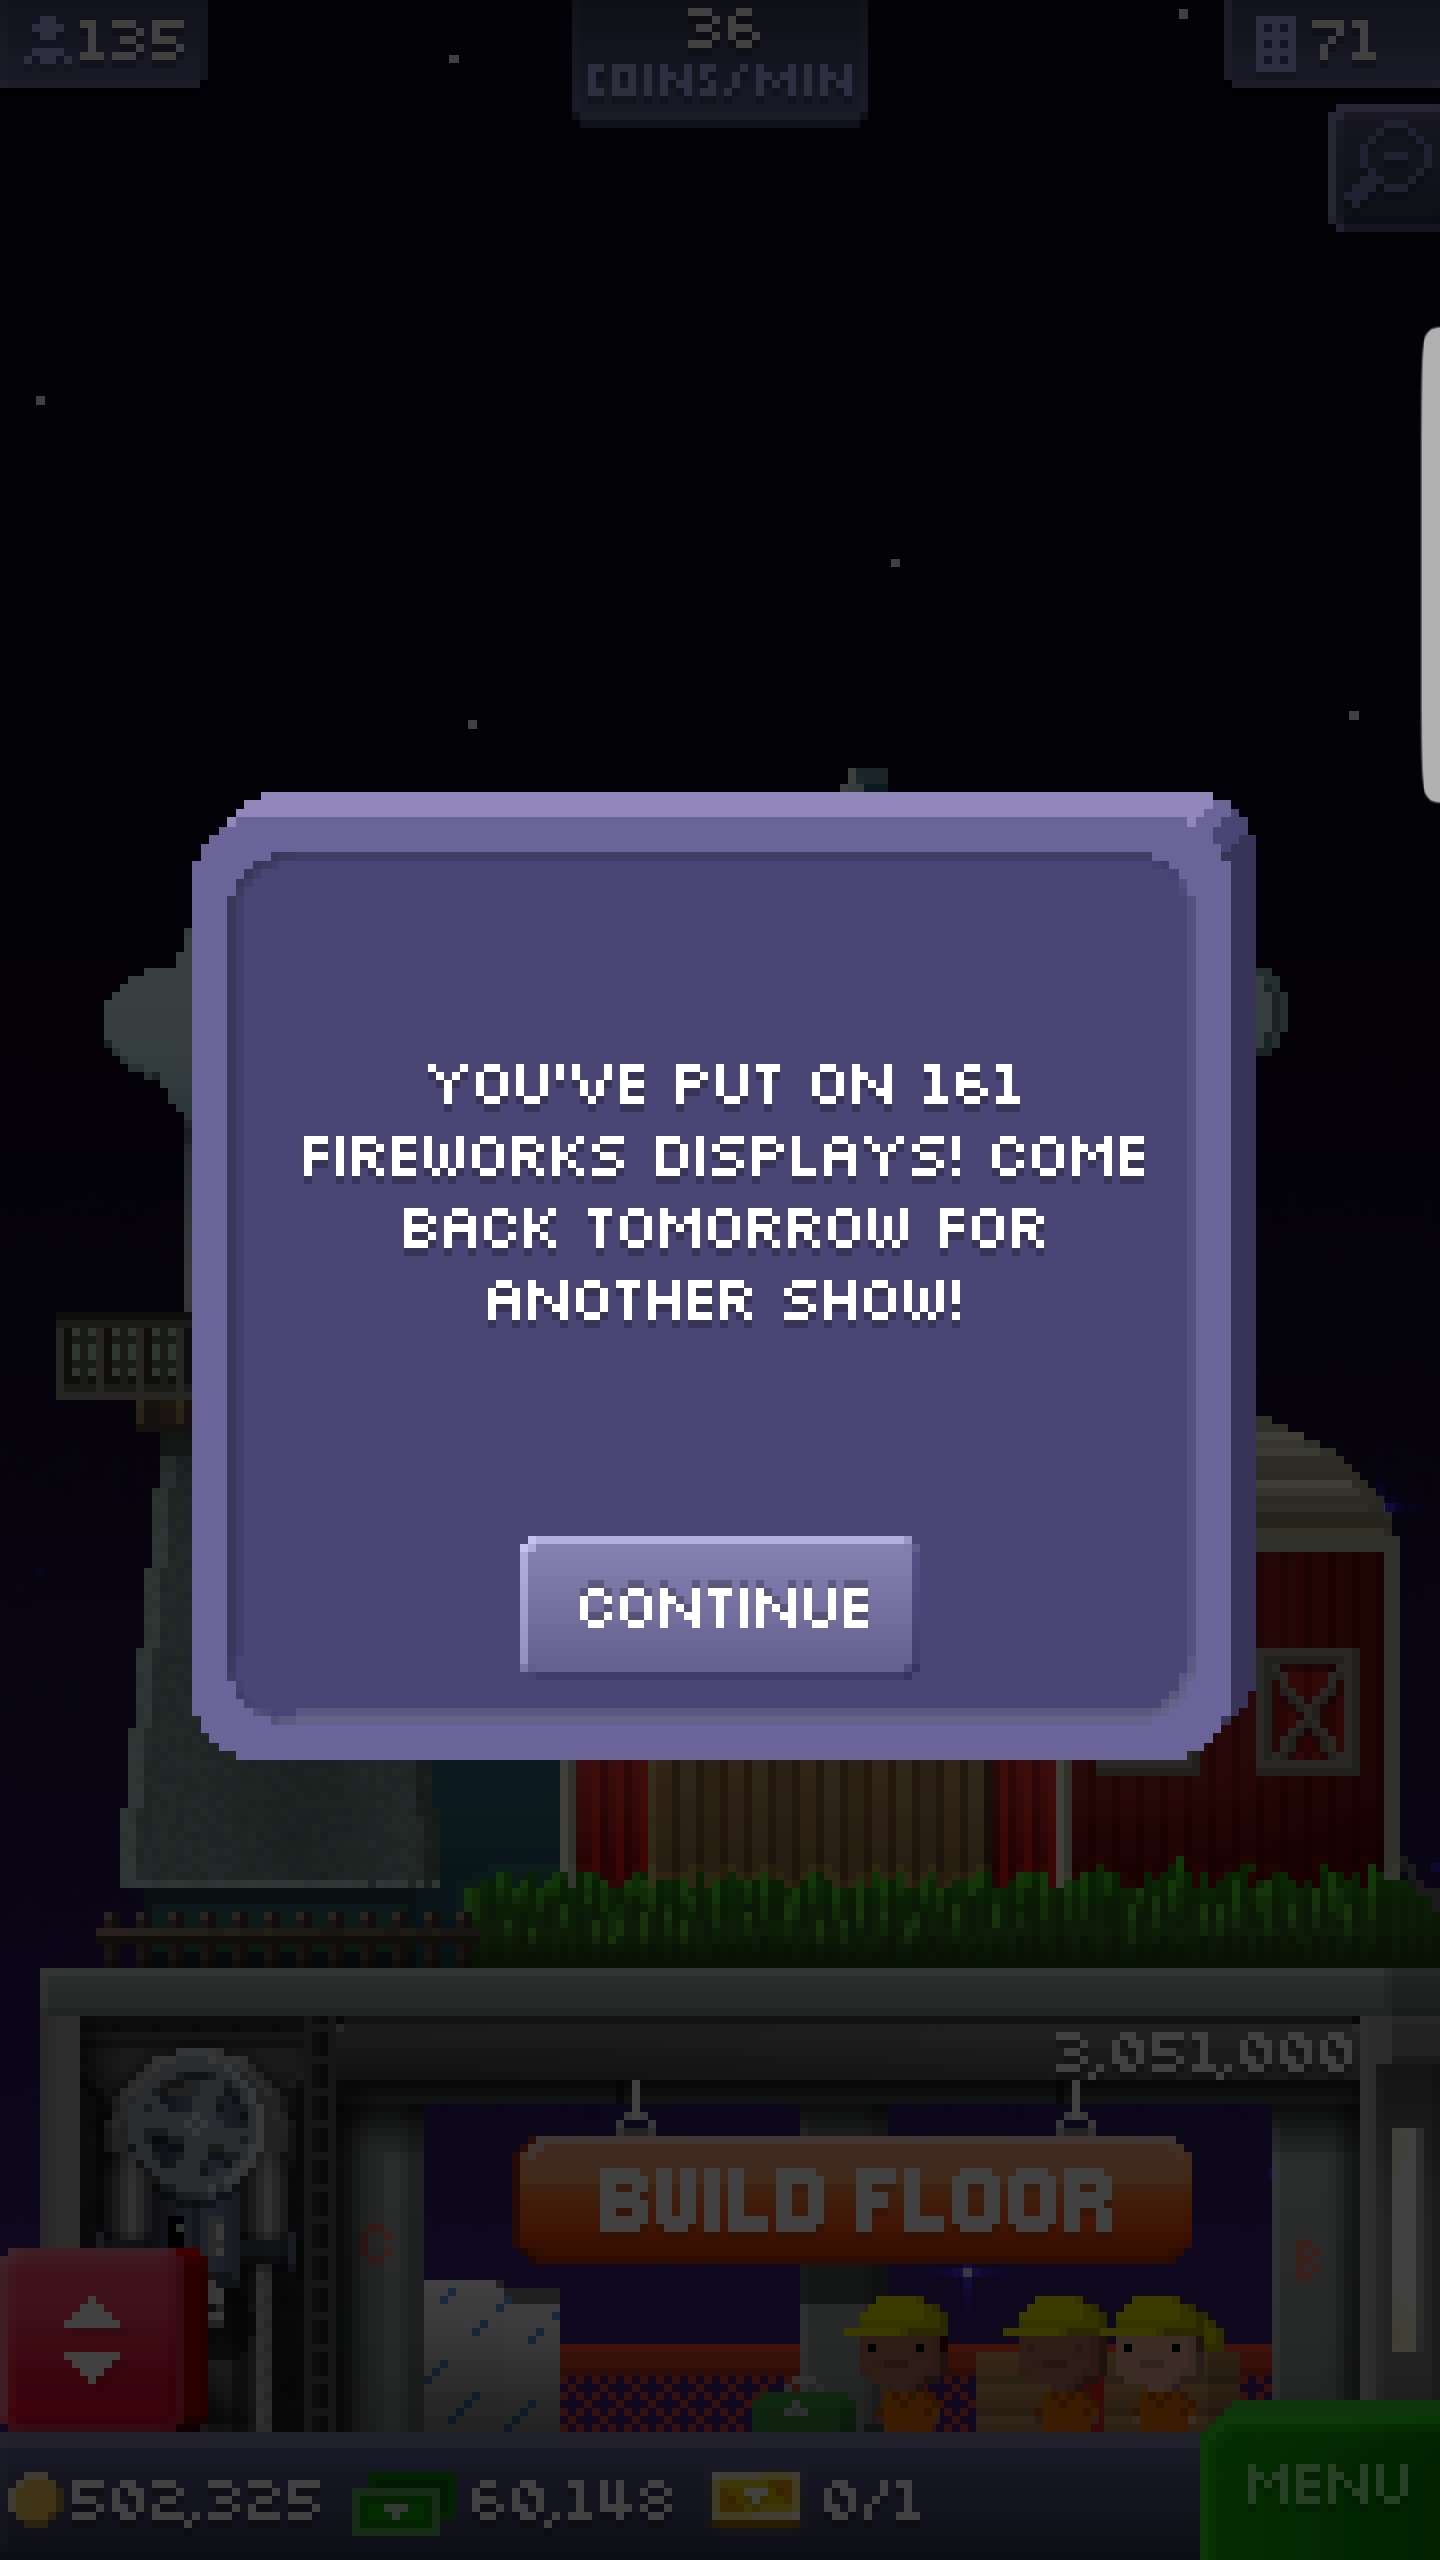 135
36
COINS/MIN
71
YOU'VE PUT ON 161
FIREWORKS DISPLAYS! COME
BACK TOMORROW FOR
ANOTHER SHOW!
CONTINUE
3,051,000
BUILD FLOOR
C
B
502,325
60,148
0/1
MENU